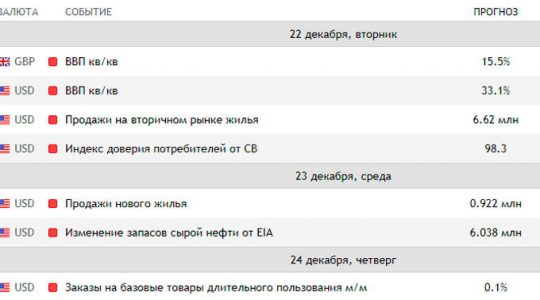 ВАЛЮТА СОБЫТИЕ ПРОГНОЗ
22 декабря, вторник
GBP ВВП кв/кв 15.5%
USD ВВП кв/кв 33.1%
USD Продажи на вторичном рынке жилья 6.62 млн
USD Индекс доверия потребителей от CB 98.3
23 декабря, среда
USD Продажи нового жилья 0.922 млн
USD Изменение запасов сырой нефти от EIA 6.038 млн
24 декабря, четверг
USD Заказы на базовые товары длительного пользования м/м 0.1%